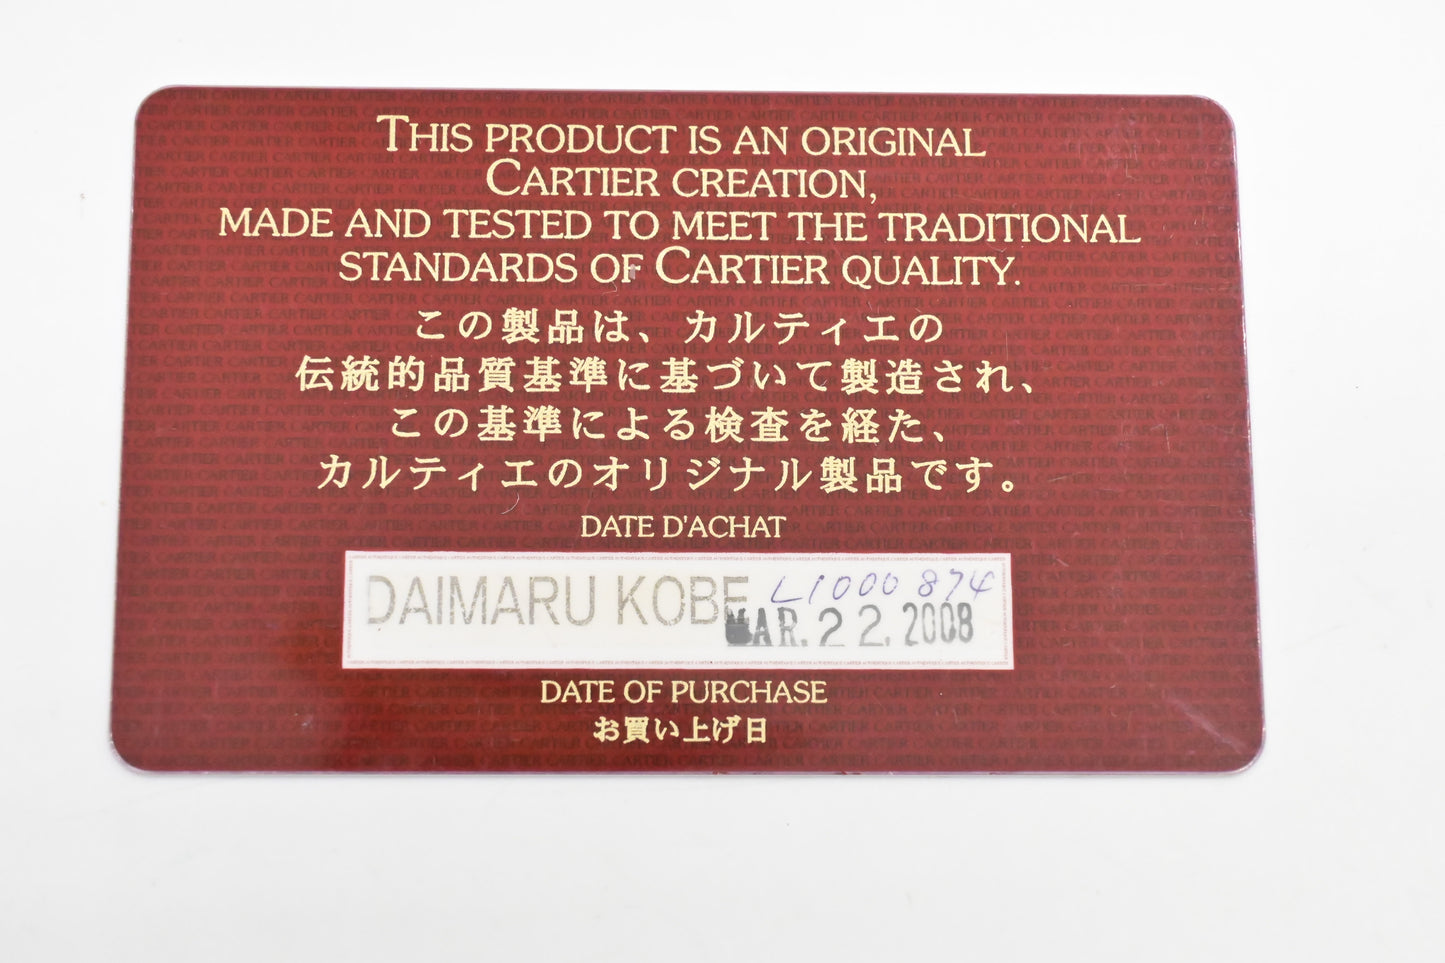 THIS PRODUCT IS AN ORIGINAL
CARTIER CREATION,
MADE AND TESTED TO MEET THE TRADITIONAL
STANDARDS OF CARTIER QUALITY.
この製品は、カルティエの
伝統的品質基準に基づいて製造され、
この基準による検査を経た、
カルティエのオリジナル製品です。
DATE D'ACHAT
DAIMARU KOBE L1000874
MAR. 22. 2008
DATE OF PURCHASE
お買い上げ日